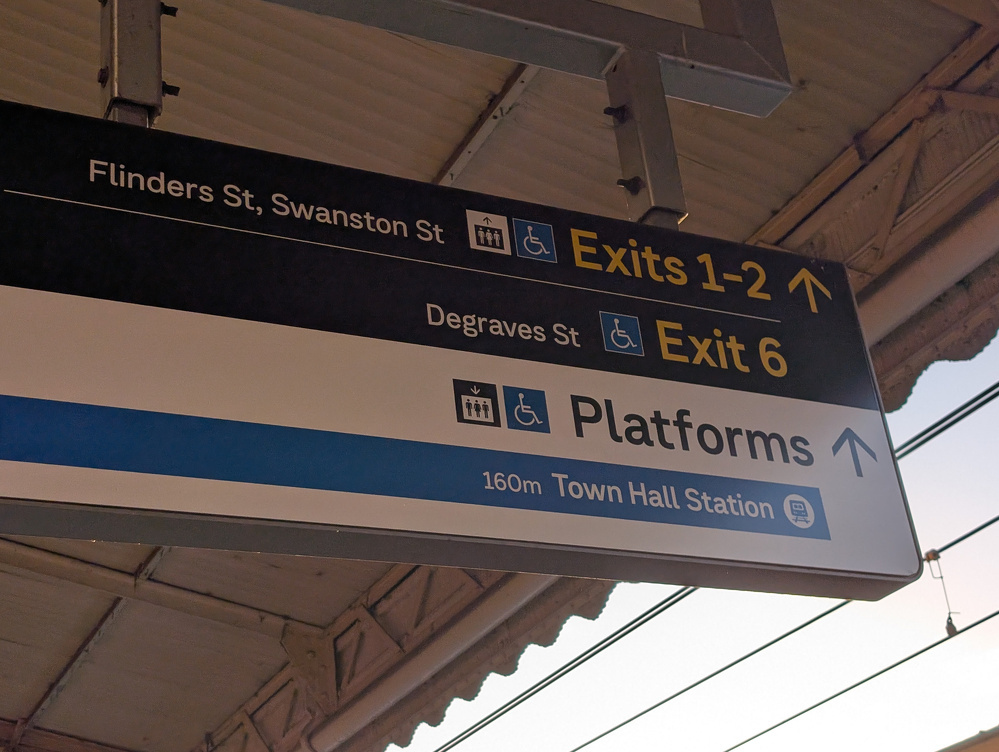 Flinders St, Swanston St Exits 1-2 ↑
Degraves St Exit 6
Platforms ↑
160m Town Hall Station